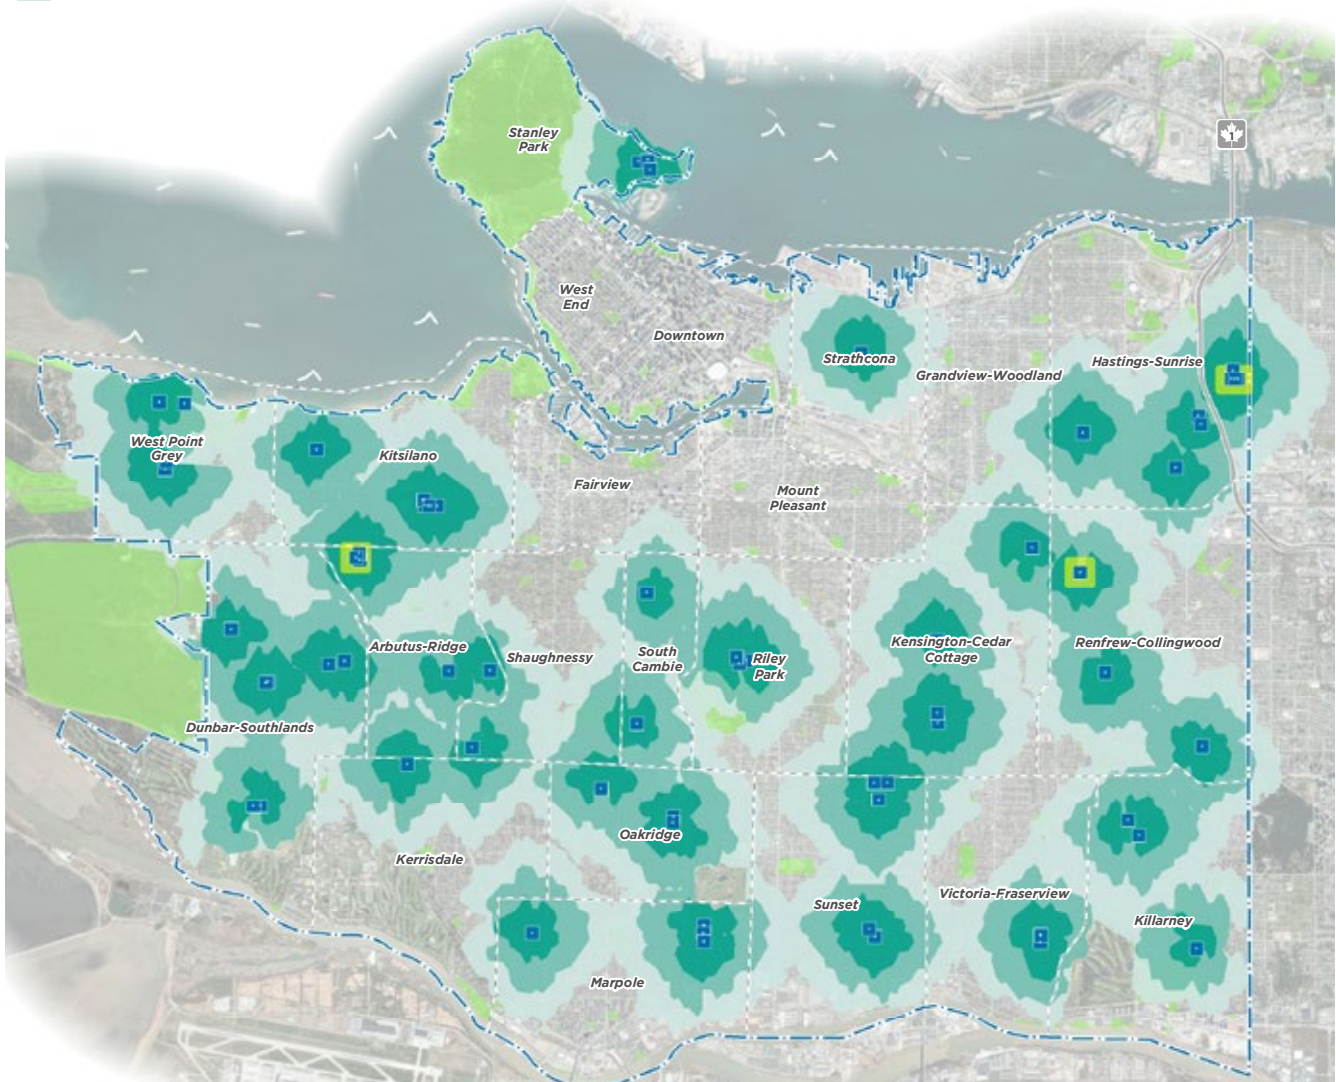 Stanley
Park
1
West
End
Downtown
Strathcona
Hastings-Sunrise
Grandview-Woodland
West Point
Grey
Kitsilano
Fairview
Mount
Pleasant
Arbutus-Ridge
Shaughnessy
South
Cambie
Riley
Park
Kensington-Cedar
Cottage
Renfrew-Collingwood
Dunbar-Southlands
Oakridge
Kerrisdale
Sunset
Victoria-Fraserview
Killarney
Marpole